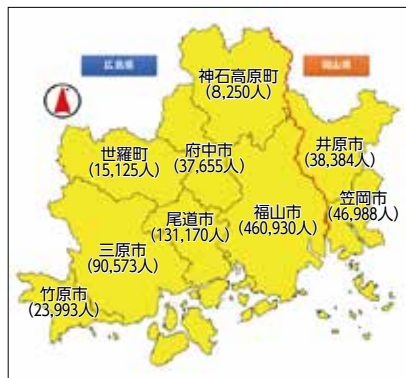 広島県
岡山県
神石高原町
(8,250人)
世羅町
(15,125人)
府中市
(37,655人)
井原市
(38,384人)
笠岡市
(46,988人)
尾道市
(131,170人)
福山市
(460,930人)
三原市
(90,573人)
竹原市
(23,993人)